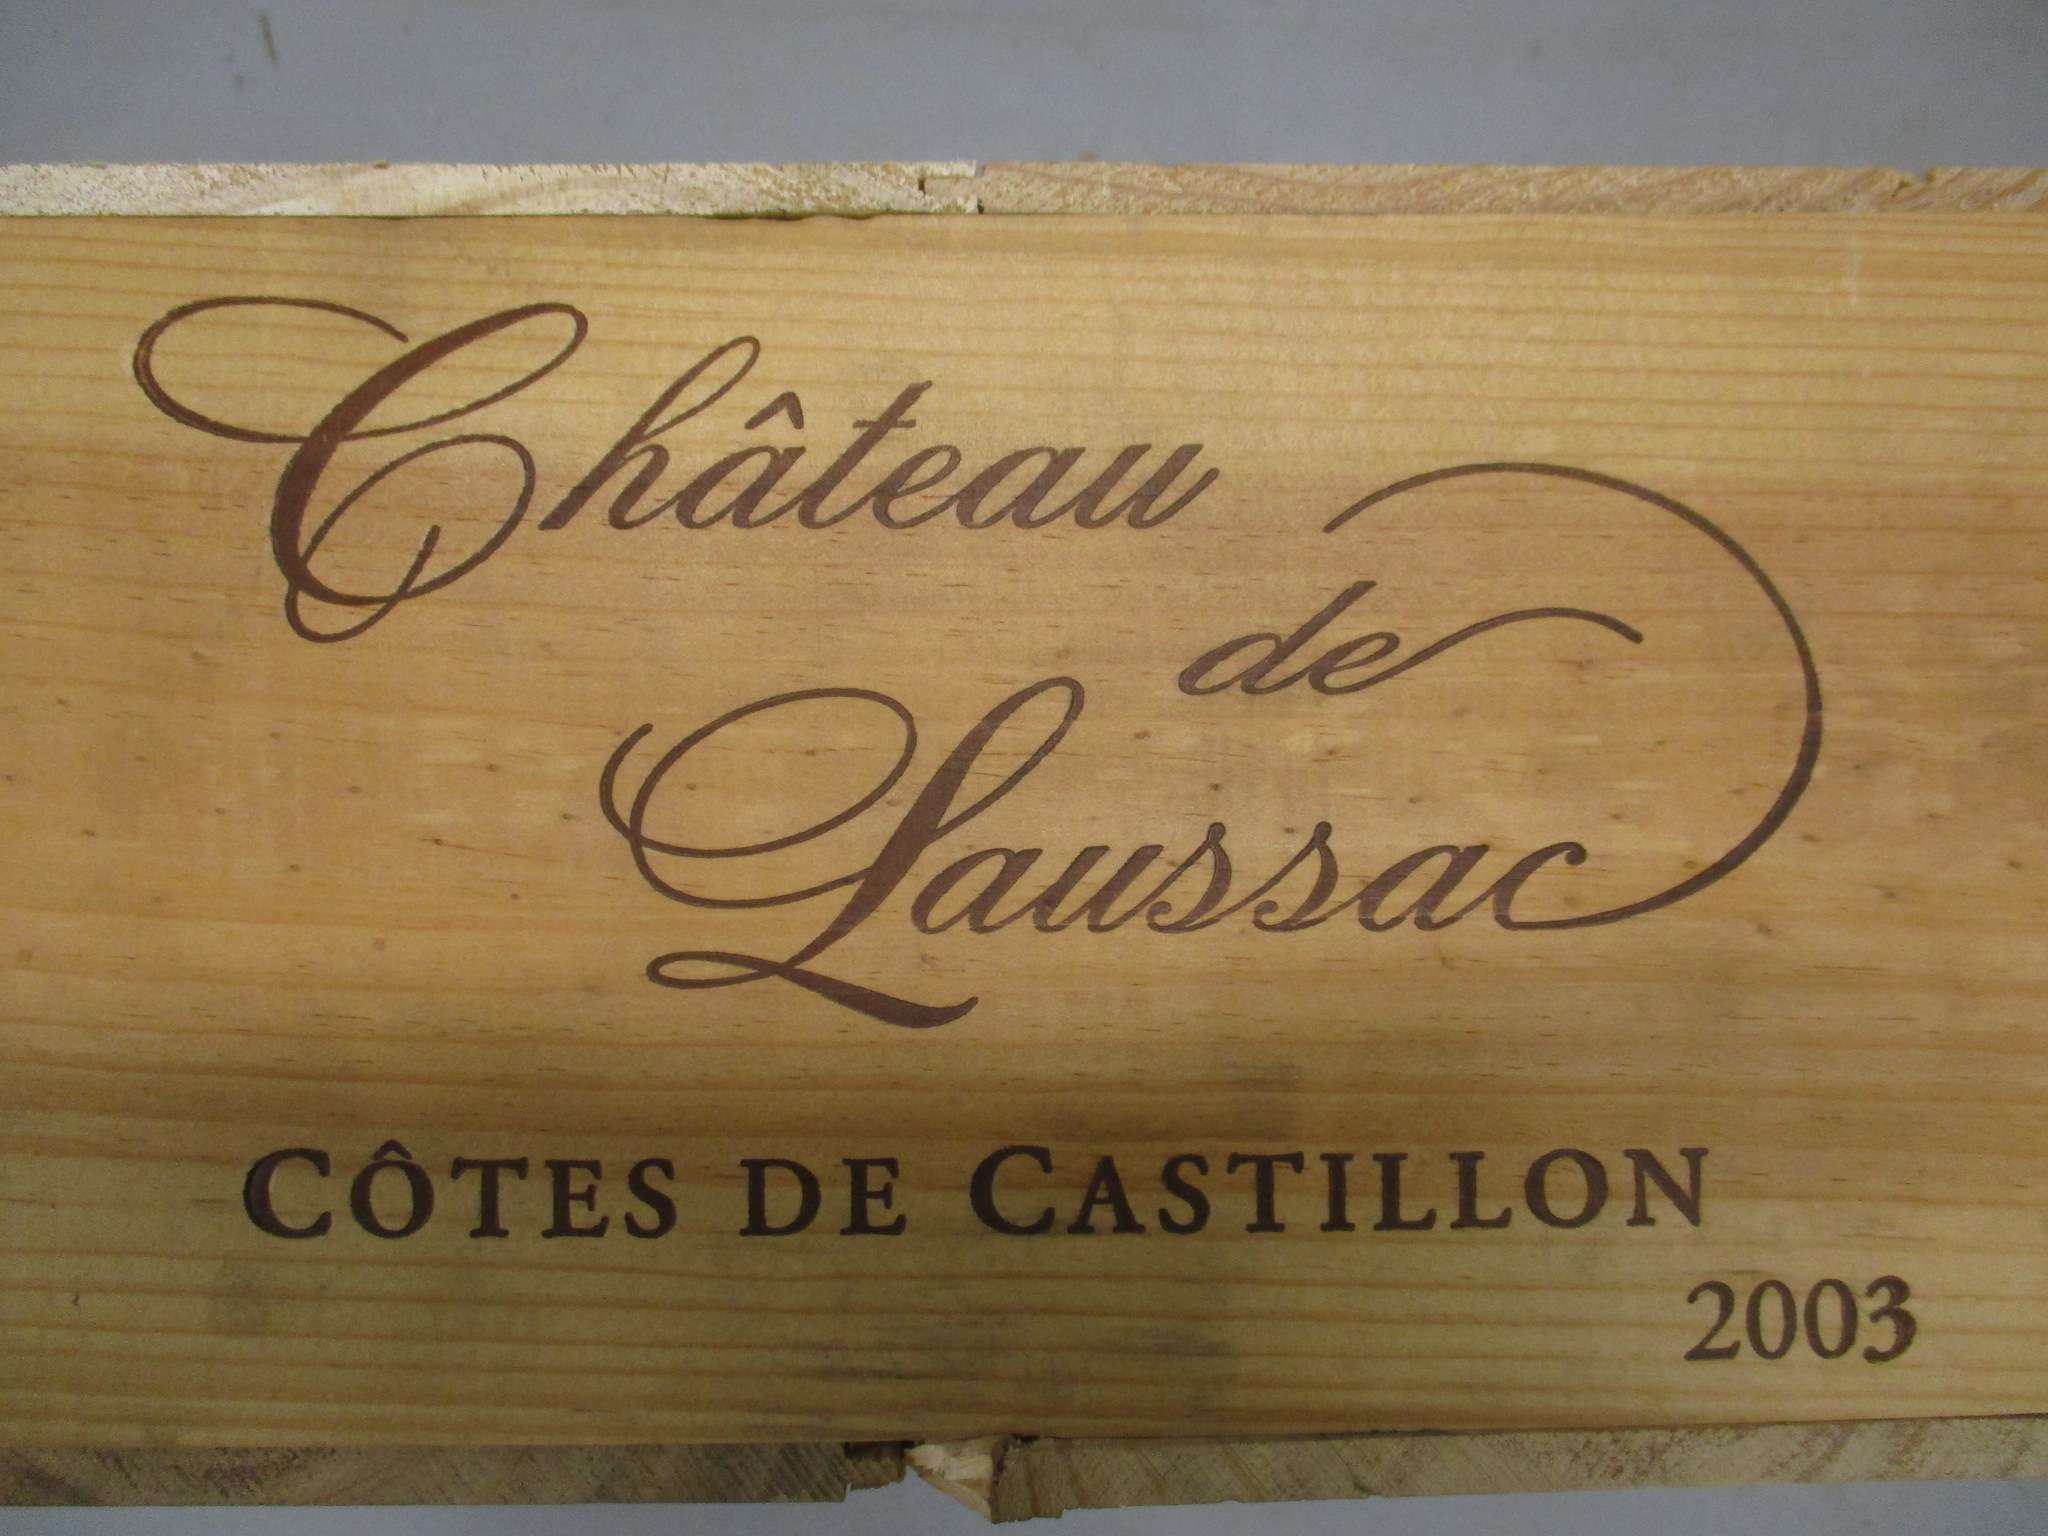 Château
de
Laussac
CÔTES DE CASTILLON
2003